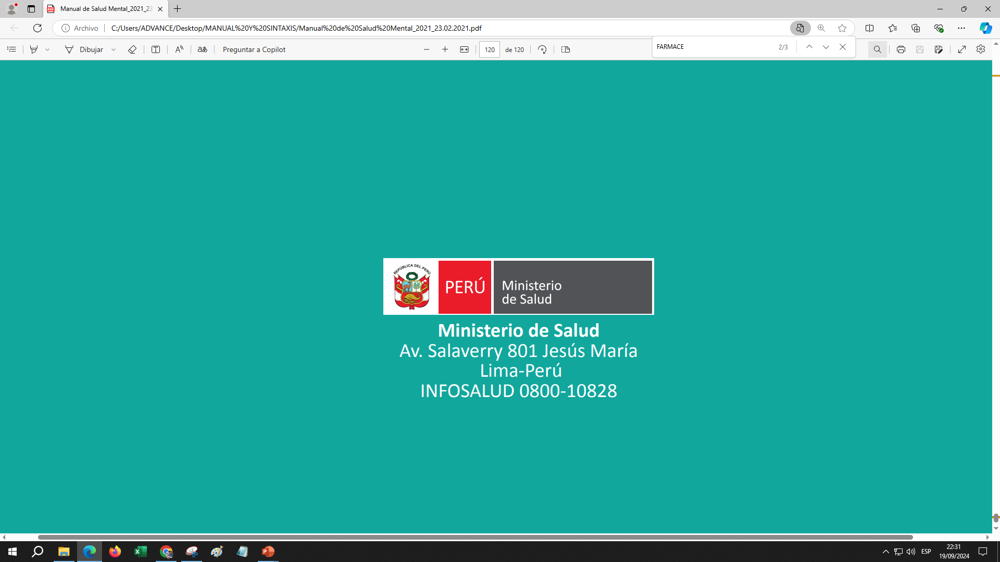 Manual de Salud Mental_2021_23
Archivo
C:/Users/ADVANCE/Desktop/MANUAL%20Y%20SINTAXIS/Manual%20de%20Salud%20Mental_2021_23.02.2021.pdf
Dibujar
aあ
Preguntar a Copilot
120
de 120
FARMACE
2/3
REPÚBLICA DEL PERÚ
PERÚ
Ministerio
de Salud
Ministerio de Salud
Av. Salaverry 801 Jesús María
Lima-Perú
INFOSALUD 0800-10828
ESP
22:31
19/09/2024